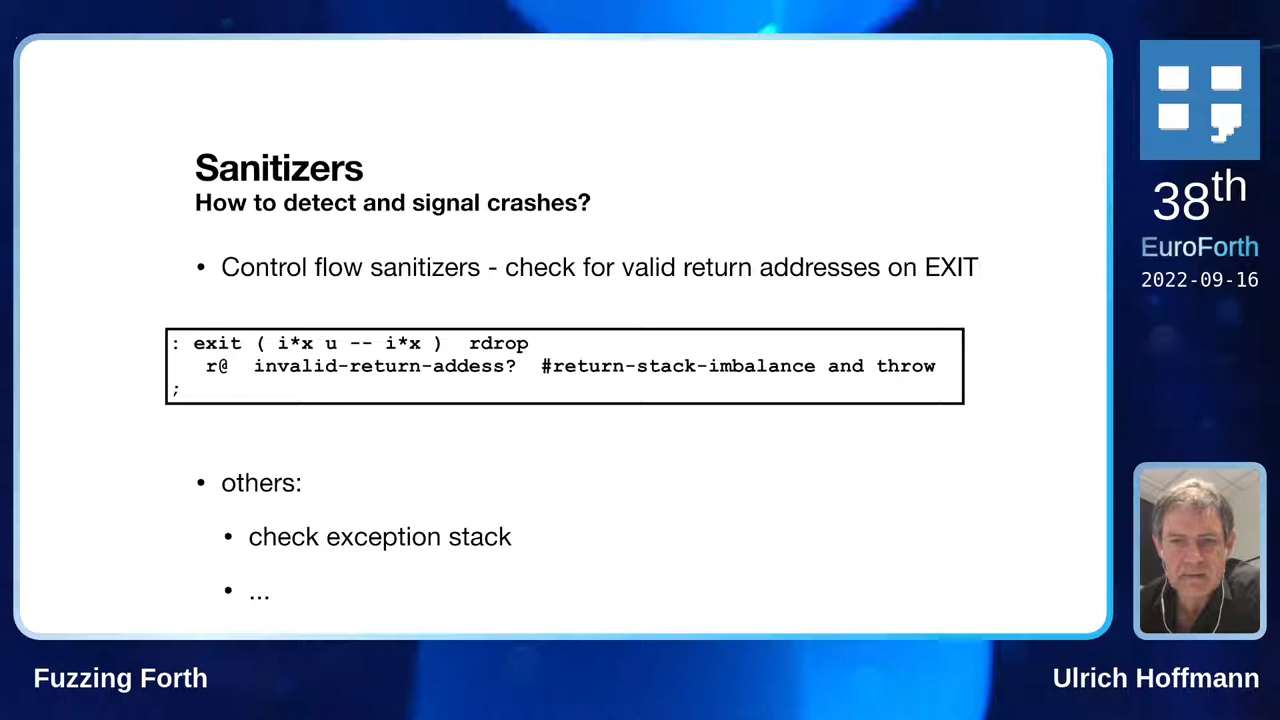 Sanitizers
How to detect and signal crashes?
• Control flow sanitizers - check for valid return addresses on EXIT
: exit ( i*x u -- i*x )  rdrop
r@  invalid-return-addess?  #return-stack-imbalance and throw
;
• others:
• check exception stack
• ...
38th
EuroForth
2022-09-16
Fuzzing Forth
Ulrich Hoffmann